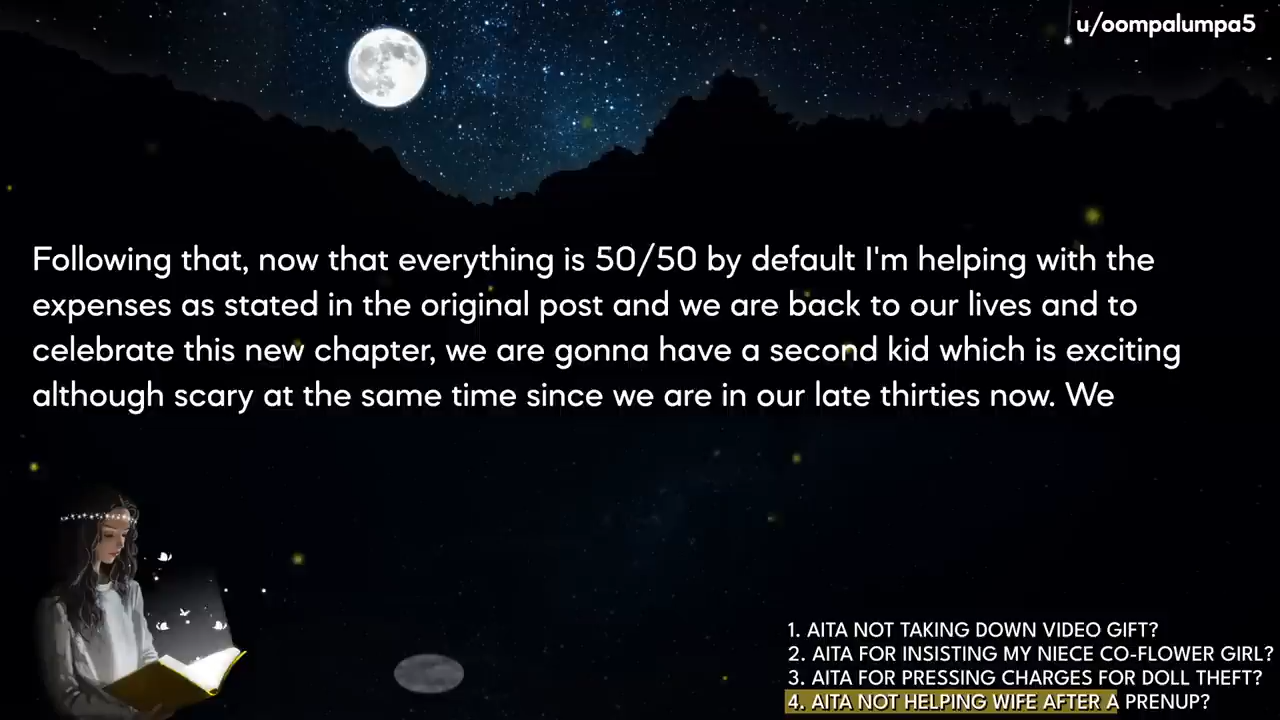 u/oompalumpa5
Following that, now that everything is 50/50 by default I'm helping with the
expenses as stated in the original post and we are back to our lives and to
celebrate this new chapter, we are gonna have a second kid which is exciting
although scary at the same time since we are in our late thirties now. We
1. AITA NOT TAKING DOWN VIDEO GIFT?
2. AITA FOR INSISTING MY NIECE CO-FLOWER GIRL?
3. AITA FOR PRESSING CHARGES FOR DOLL THEFT?
4. AITA NOT HELPING WIFE AFTER A PRENUP?